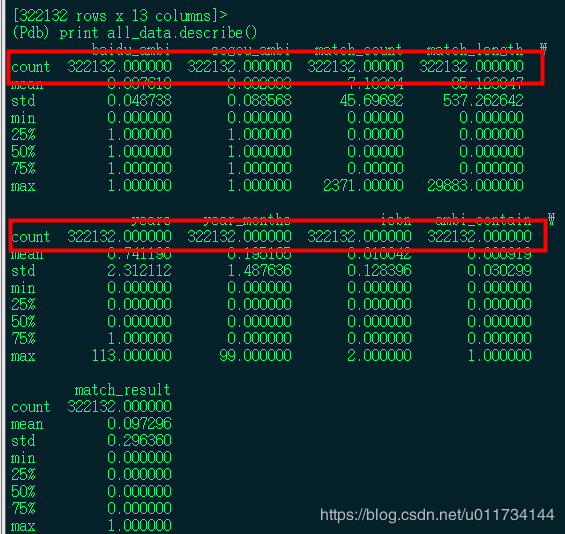 [322132 rows x 13 columns]>
(Pdb) print all_data.describe()
baidu_ambi sogou_ambi match_count match_length ₩
count 322132.000000 322132.000000 322132.00000 322132.000000
mean
std 0.048738 0.088568 45.69692 537.262642
min 0.000000 0.000000 0.00000 0.000000
25% 1.000000 1.000000 0.00000 0.000000
50% 1.000000 1.000000 0.00000 0.000000
75% 1.000000 1.000000 0.00000 0.000000
max 1.000000 1.000000 2371.00000 29883.000000
years year_months isbn ambi_contain ₩
count 322132.000000 322132.000000 322132.000000 322132.000000
mean 0.741190 0.195165 0.010042 0.000919
std 2.312112 1.487636 0.128396 0.030299
min 0.000000 0.000000 0.000000 0.000000
25% 0.000000 0.000000 0.000000 0.000000
50% 0.000000 0.000000 0.000000 0.000000
75% 1.000000 0.000000 0.000000 0.000000
max 113.000000 99.000000 2.000000 1.000000
match_result
count 322132.000000
mean 0.097296
std 0.296360
min 0.000000
25% 0.000000
50% 0.000000
75% 0.000000
max 1.000000
https://blog.csdn.net/u011734144